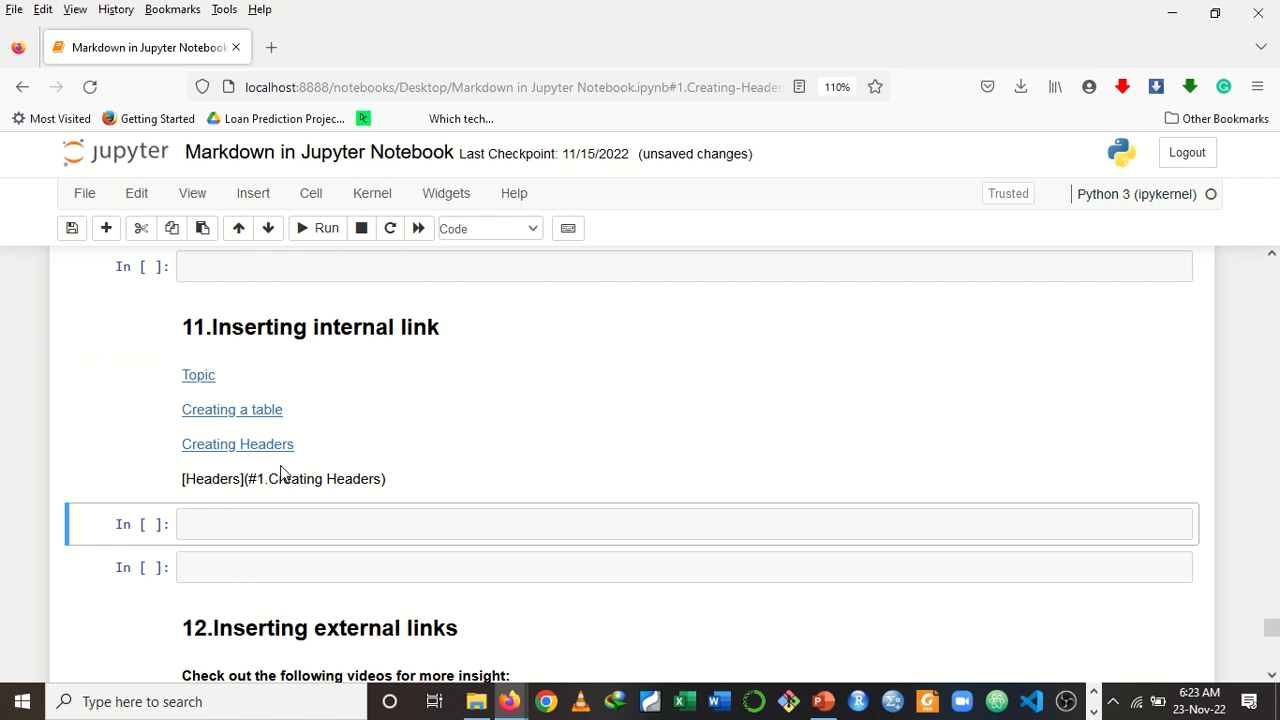 File Edit View History Bookmarks Tools Help
Markdown in Jupyter Notebook
localhost:8888/notebooks/Desktop/Markdown in Jupyter Notebook.ipynb#1.Creating-Header
110%
Most Visited Getting Started Loan Prediction Projec... Which tech... Other Bookmarks
jupyter Markdown in Jupyter Notebook Last Checkpoint: 11/15/2022 (unsaved changes) Logout
File Edit View Insert Cell Kernel Widgets Help Trusted Python 3 (ipykernel)
Run Code
In [ ]:
11.Inserting internal link
Topic
Creating a table
Creating Headers
[Headers](#1.Creating Headers)
In [ ]:
In [ ]:
12.Inserting external links
Check out the following videos for more insight:
Type here to search
6:23 AM
23-Nov-22